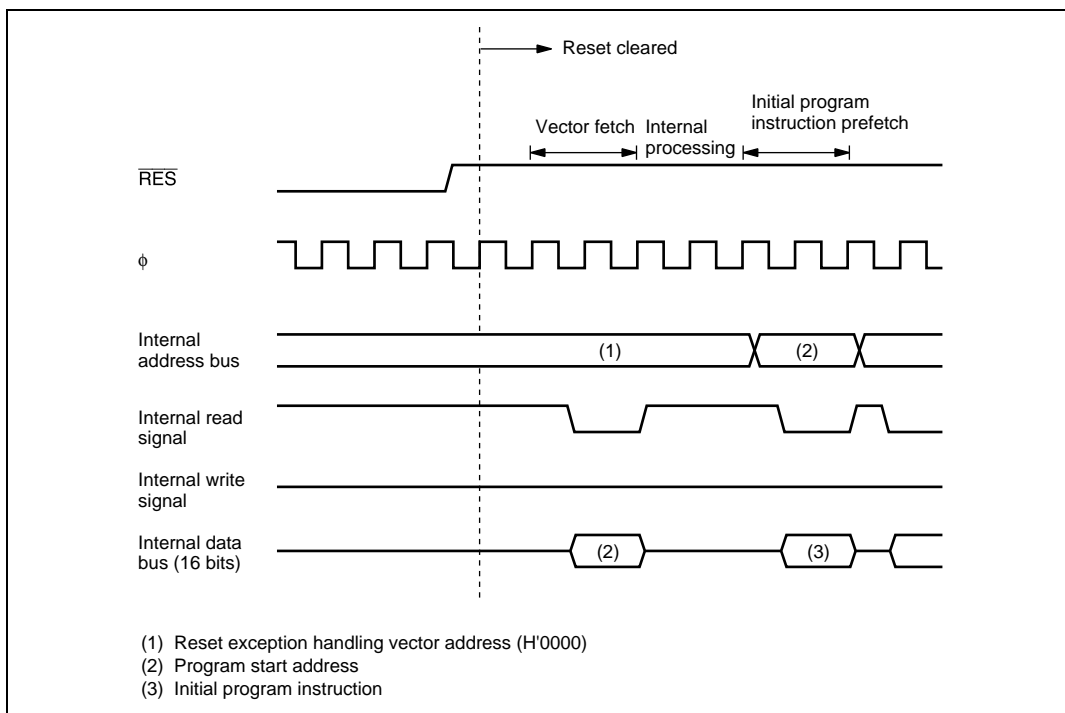 Reset cleared
Initial program
instruction prefetch
Vector fetch
Internal
processing
RES
φ
Internal
address bus
(1)
(2)
Internal read
signal
Internal write
signal
Internal data
bus (16 bits)
(2)
(3)
(1) Reset exception handling vector address (H'0000)
(2) Program start address
(3) Initial program instruction